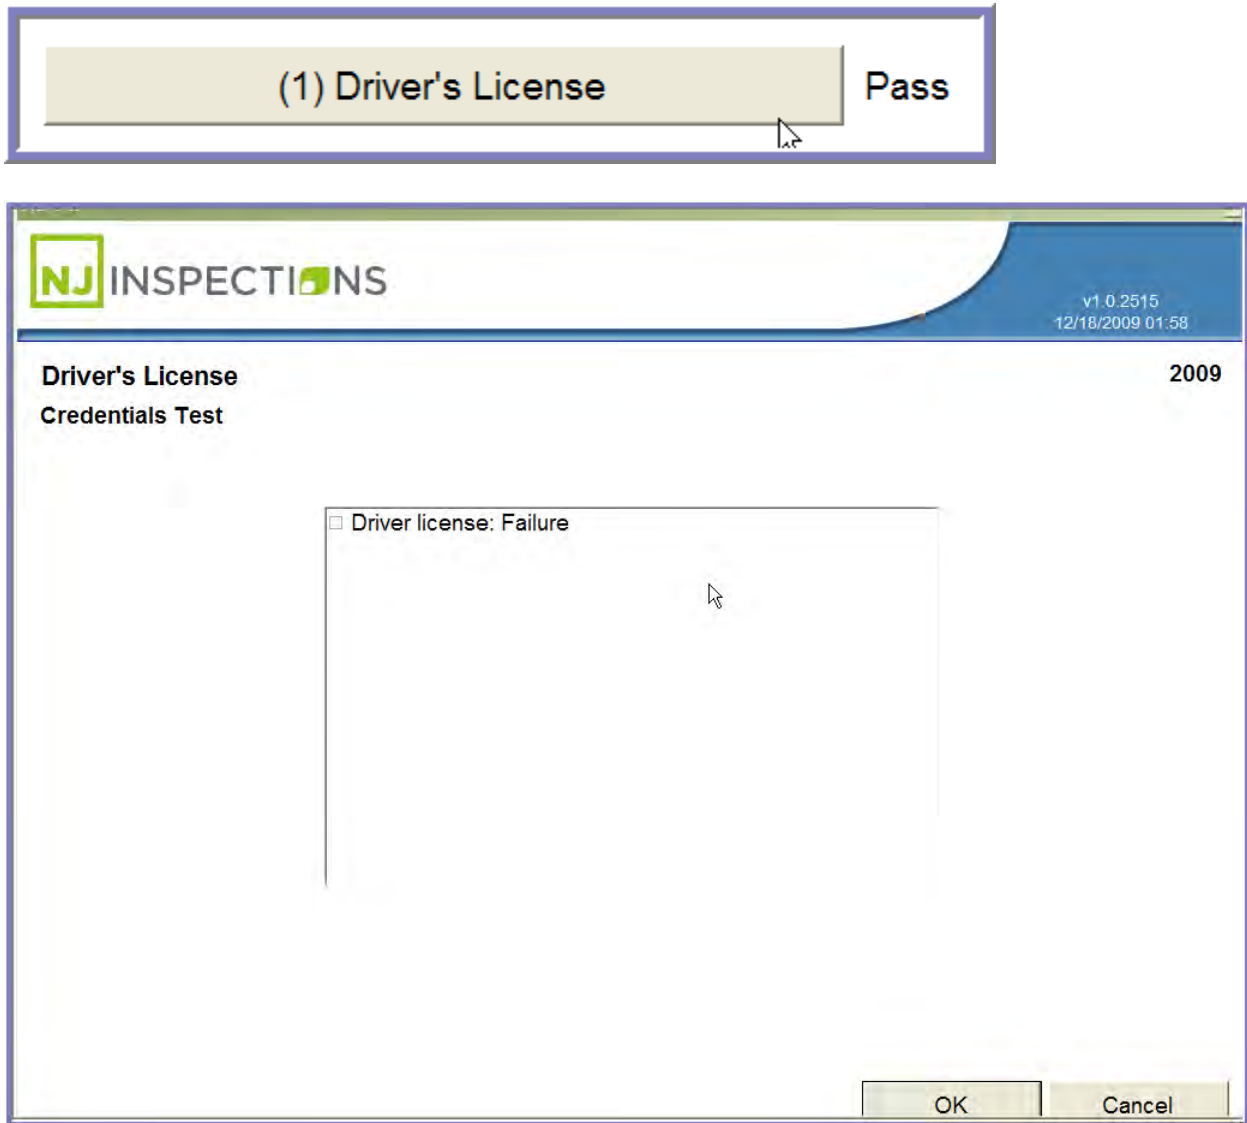 (1) Driver's License Pass
NJ INSPECTIONS
v1.0.2515
12/18/2009 01:58
Driver's License 2009
Credentials Test
Driver license: Failure
OK Cancel